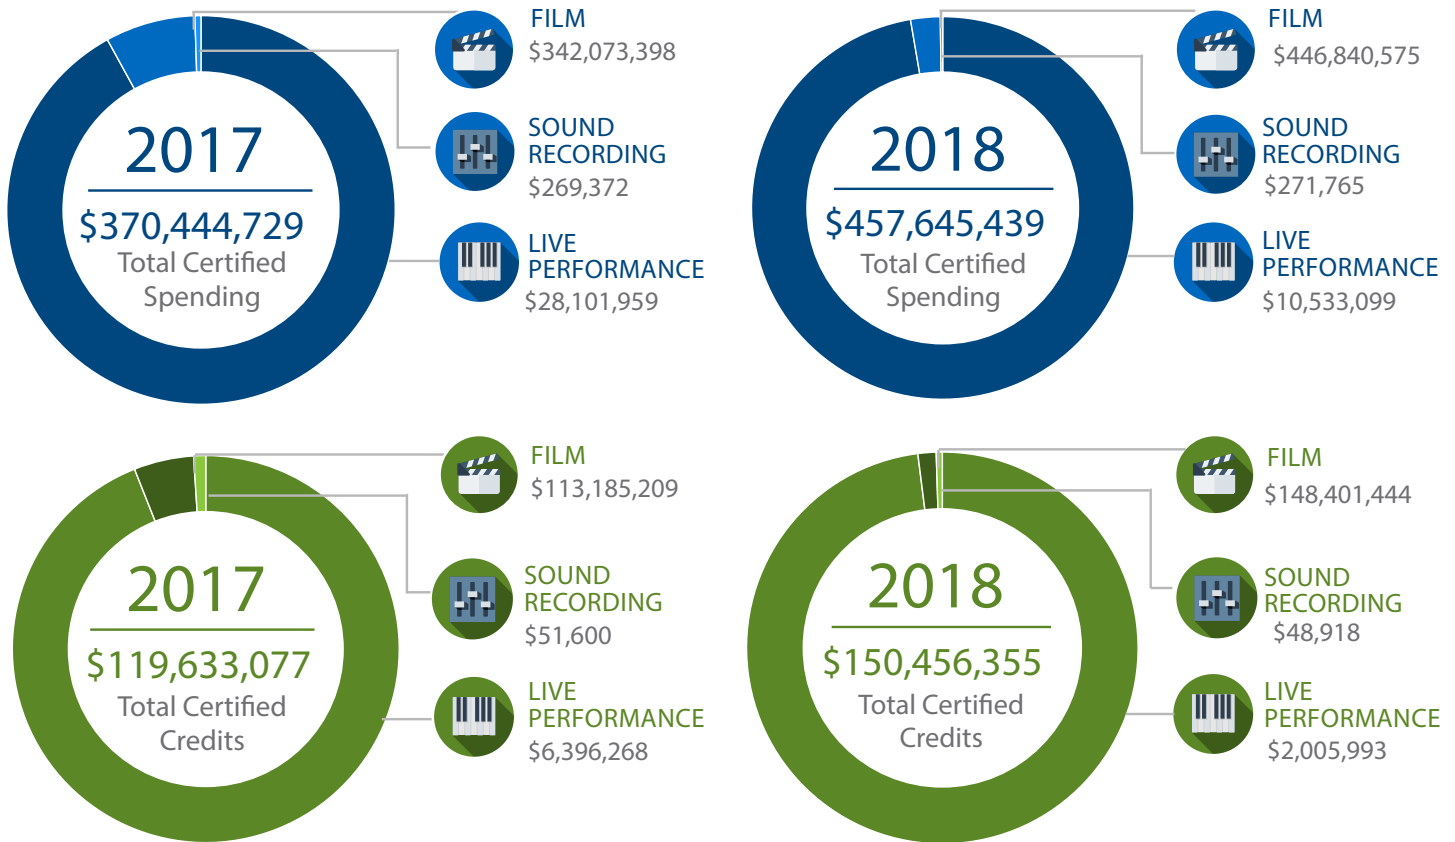 2017
$370,444,729
Total Certified
Spending
FILM
$342,073,398
SOUND
RECORDING
$269,372
LIVE
PERFORMANCE
$28,101,959
2018
$457,645,439
Total Certified
Spending
FILM
$446,840,575
SOUND
RECORDING
$271,765
LIVE
PERFORMANCE
$10,533,099
2017
$119,633,077
Total Certified
Credits
FILM
$113,185,209
SOUND
RECORDING
$51,600
LIVE
PERFORMANCE
$6,396,268
2018
$150,456,355
Total Certified
Credits
FILM
$148,401,444
SOUND
RECORDING
$48,918
LIVE
PERFORMANCE
$2,005,993